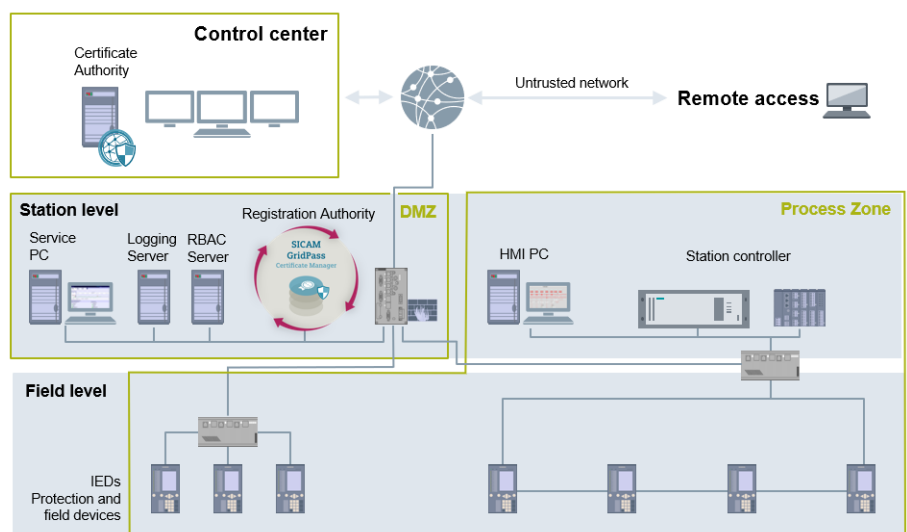 Control center
Certificate
Authority
Untrusted network
Remote access
Station level
Registration Authority
DMZ
Process Zone
Service
PC
Logging
Server
RBAC
Server
SICAM
GridPass
Certificate Manager
HMI PC
Station controller
Field level
IEDs
Protection and
field devices